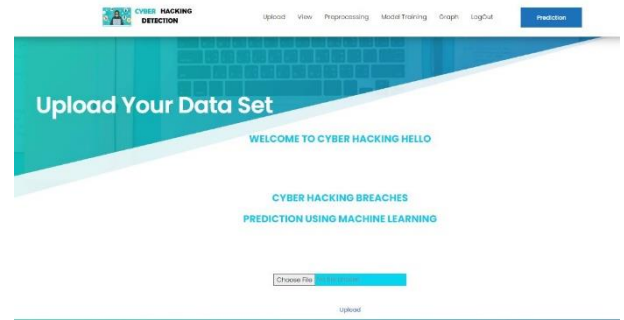 CYBER HACKING
DETECTION
Upload View Preprocessing Model Training Graph LogOut Prediction
Upload Your Data Set
WELCOME TO CYBER HACKING HELLO
CYBER HACKING BREACHES
PREDICTION USING MACHINE LEARNING
Choose File
Upload